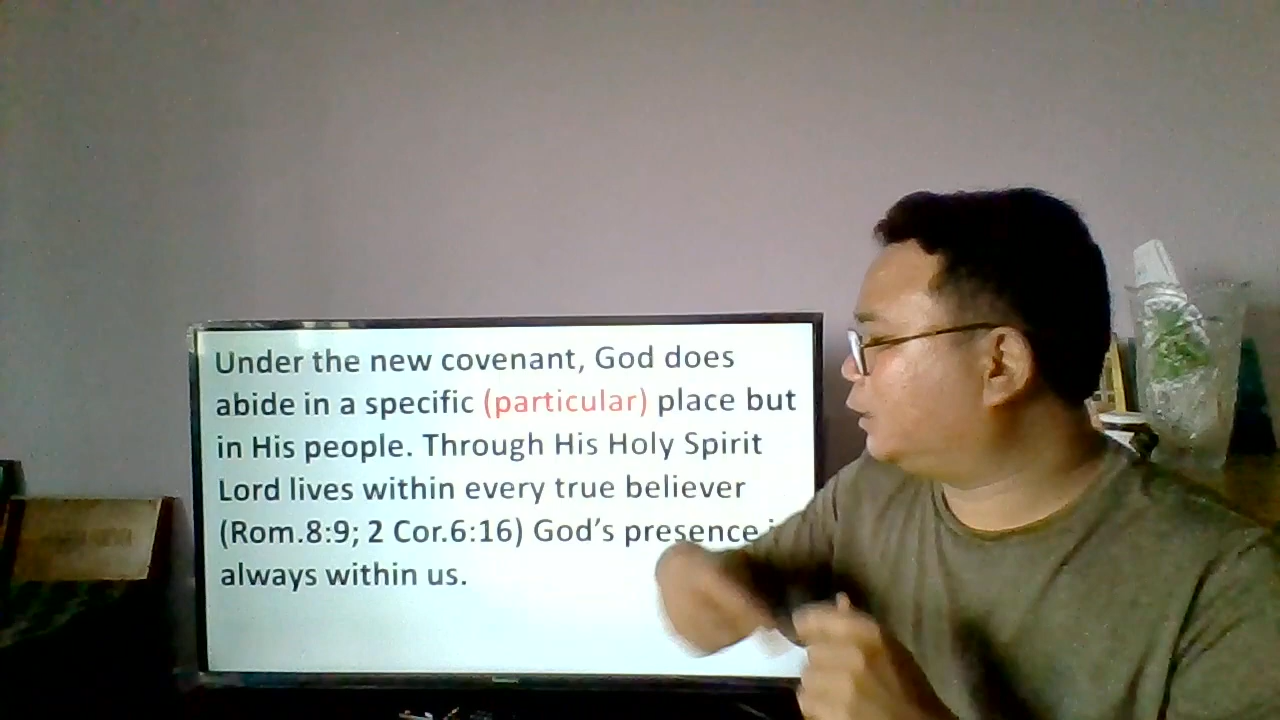 Under the new covenant, God does
abide in a specific (particular) place but
in His people. Through His Holy Spirit
Lord lives within every true believer
(Rom.8:9; 2 Cor.6:16) God's presence
always within us.